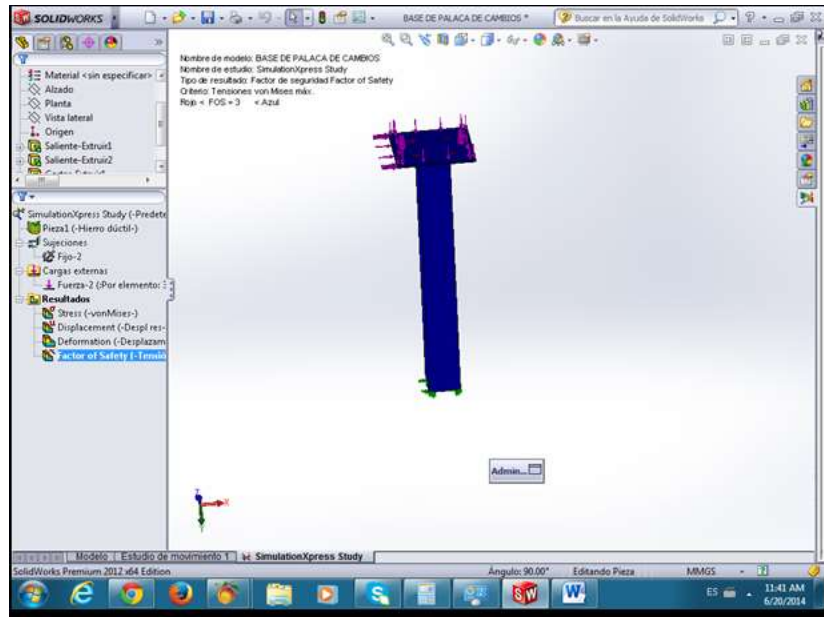 SOLIDWORKS
BASE DE PALACA DE CAMBIOS *
Buscar en la Ayuda de SolidWorks
Material <sin especificar>
Alzado
Planta
Vista lateral
Origen
Saliente-Extruir1
Saliente-Extruir2
Nombre de modelo: BASE DE PALACA DE CAMBIOS
Nombre de estudio: SimulationXpress Study
Tipo de resultado: Factor de seguridad Factor of Safety
Criterio: Tensiones von Mises máx.
Rojo < FOS = 3 < Azul
SimulationXpress Study (-Predete
Pieza1 (-Hierro dúctil-)
Sujeciones
Fijo-2
Cargas externas
Fuerza-2 (:Por elemento:
Resultados
Stress (-vonMises-)
Displacement (-Despl res-
Deformation (-Desplazam
Factor of Safety (-Tensió
Admin...
Modelo
Estudio de movimiento 1
SimulationXpress Study
SolidWorks Premium 2012 x64 Edition
Ángulo: 90.00°
Editando Pieza
MMGS
ES
11:41 AM
6/20/2014